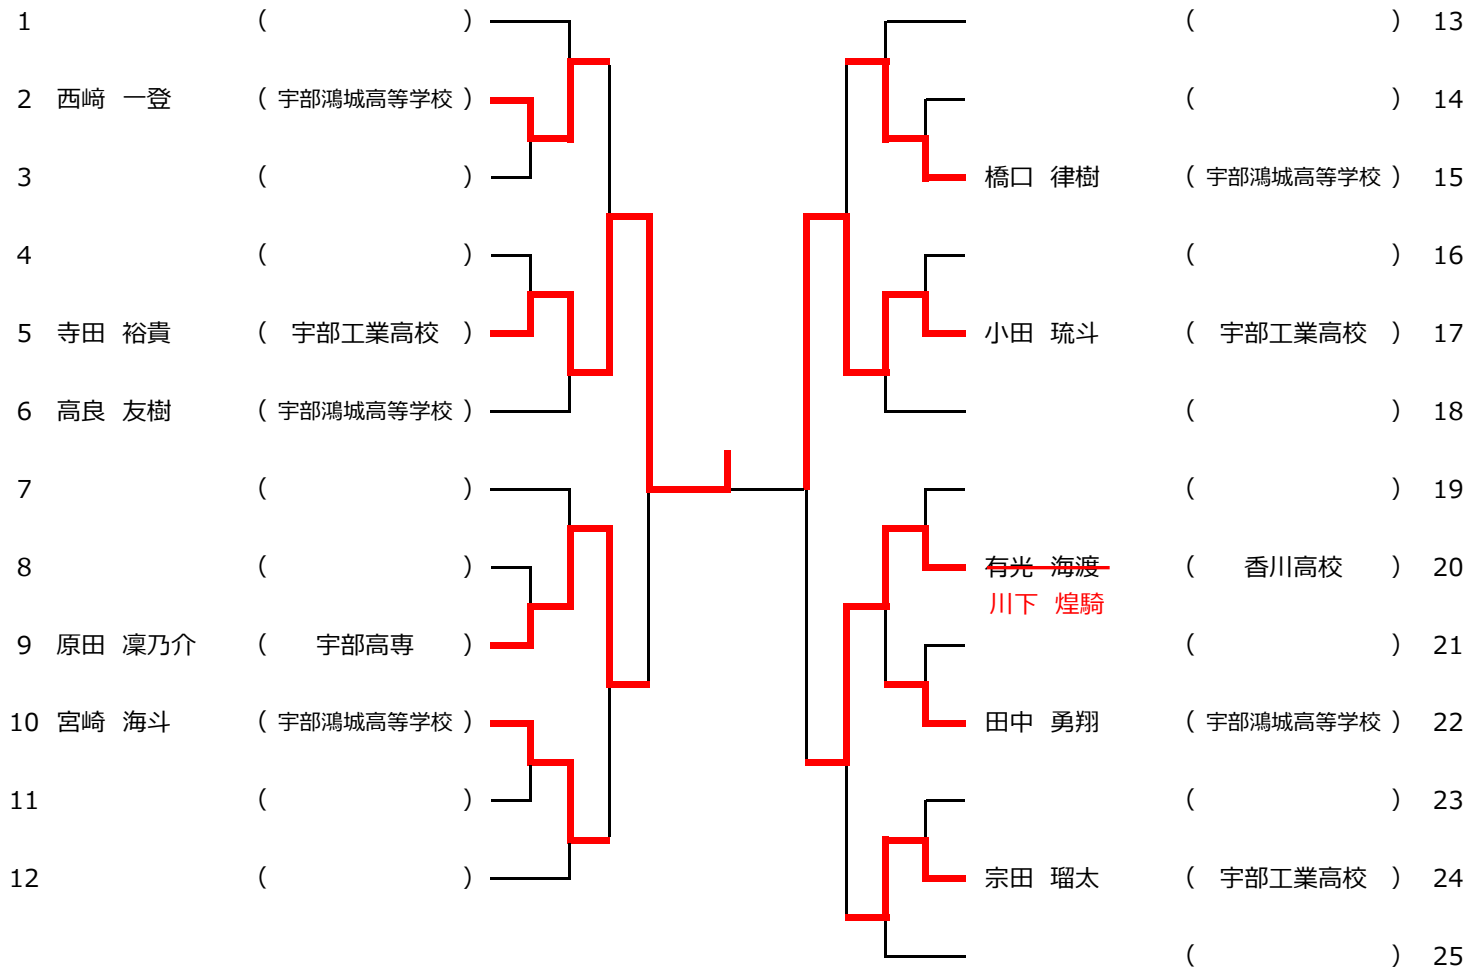 1 ( ) ( ) 13
2 西﨑 一登 ( 宇部鴻城高等学校 ) ( ) 14
3 ( ) 橋口 律樹 ( 宇部鴻城高等学校 ) 15
4 ( ) ( ) 16
5 寺田 裕貴 ( 宇部工業高校 ) 小田 琉斗 ( 宇部工業高校 ) 17
6 高良 友樹 ( 宇部鴻城高等学校 ) ( ) 18
7 ( ) ( ) 19
8 ( ) 有光 海渡 ( 香川高校 ) 20
川下 煌騎
9 原田 凜乃介 ( 宇部高専 ) ( ) 21
10 宮崎 海斗 ( 宇部鴻城高等学校 ) 田中 勇翔 ( 宇部鴻城高等学校 ) 22
11 ( ) ( ) 23
12 ( ) 宗田 瑠太 ( 宇部工業高校 ) 24
( ) 25